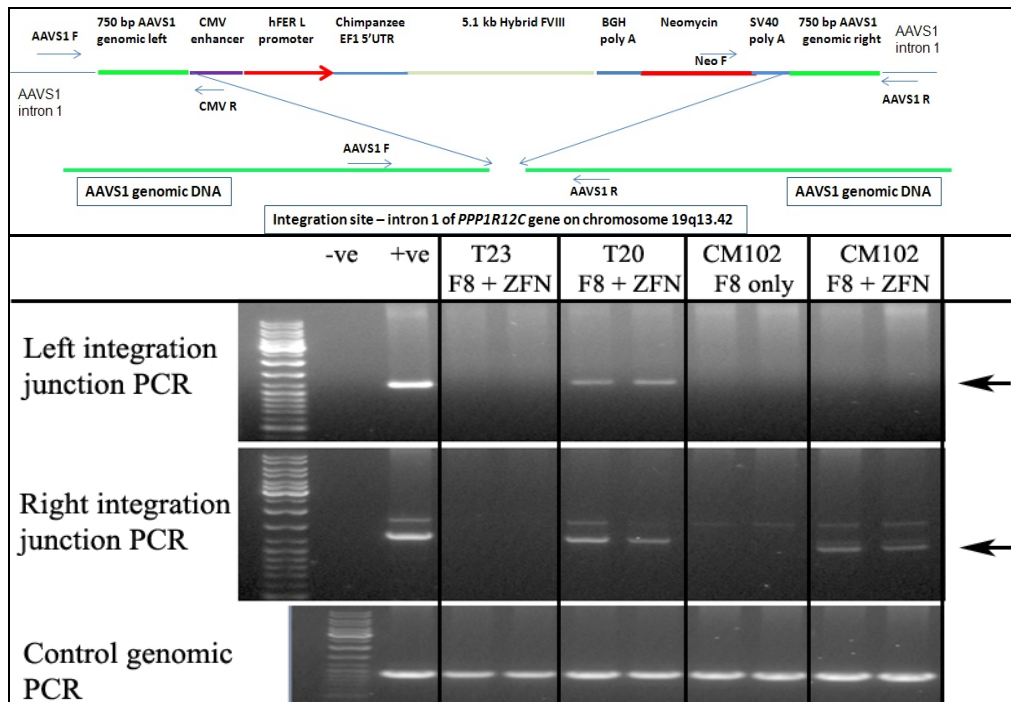 AAVS1 F
750 bp AAVS1
genomic left
CMV
enhancer
hFER L
promoter
Chimpanzee
EF1 5'UTR
5.1 kb Hybrid FVIII
BGH
poly A
Neomycin
Neo F
SV40
poly A
750 bp AAVS1
genomic right
AAVS1
intron 1
AAVS1
intron 1
CMV R
AAVS1 R
AAVS1 F
AAVS1 R
AAVS1 genomic DNA
AAVS1 genomic DNA
Integration site – intron 1 of PPP1R12C gene on chromosome 19q13.42
-ve
+ve
T23
F8 + ZFN
T20
F8 + ZFN
CM102
F8 only
CM102
F8 + ZFN
Left integration
junction PCR
Right integration
junction PCR
Control genomic
PCR